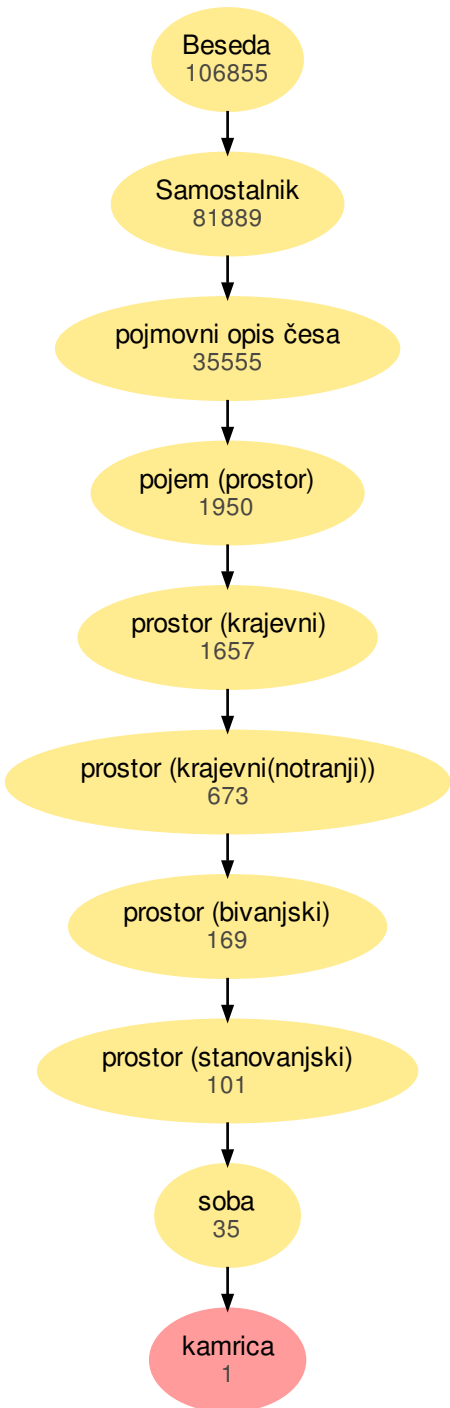 Beseda
106855
Samostalnik
81889
pojmovni opis česa
35555
pojem (prostor)
1950
prostor (krajevni)
1657
prostor (krajevni(notranji))
673
prostor (bivanjski)
169
prostor (stanovanjski)
101
soba
35
kamrica
1